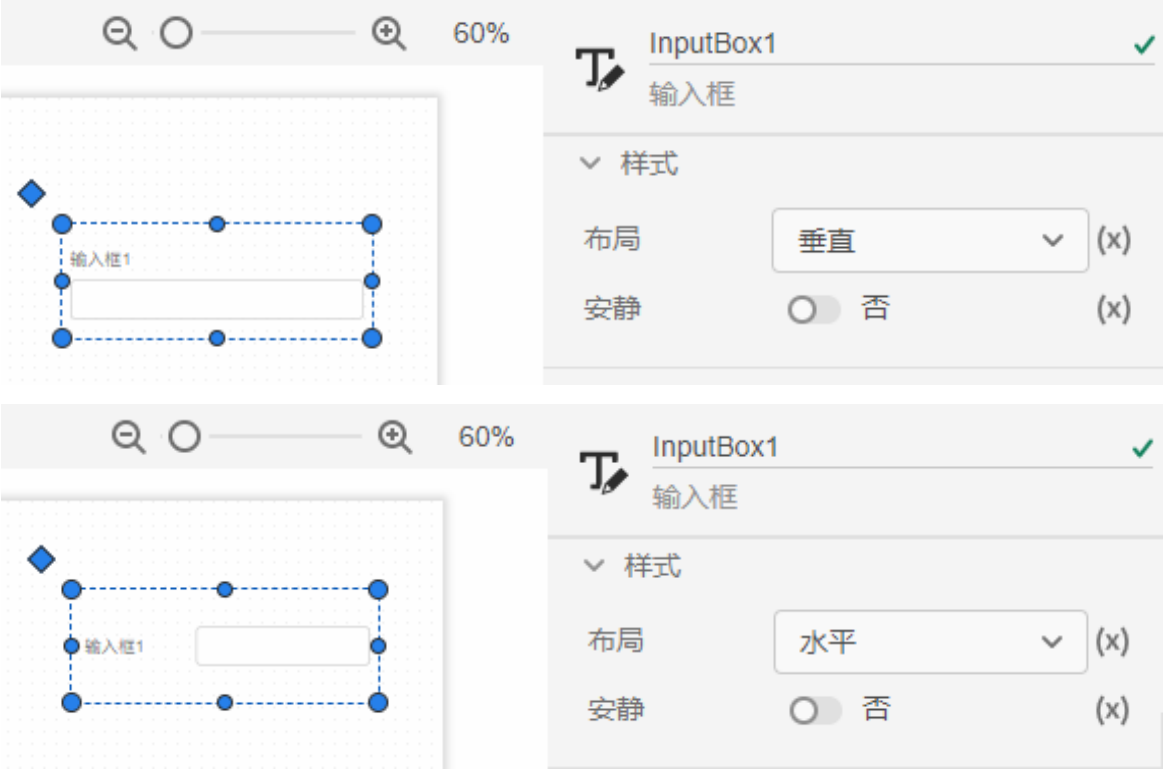 60%
InputBox1
输入框
样式
输入框1
布局
垂直
(x)
安静
否
(x)
60%
InputBox1
输入框
样式
输入框1
布局
水平
(x)
安静
否
(x)